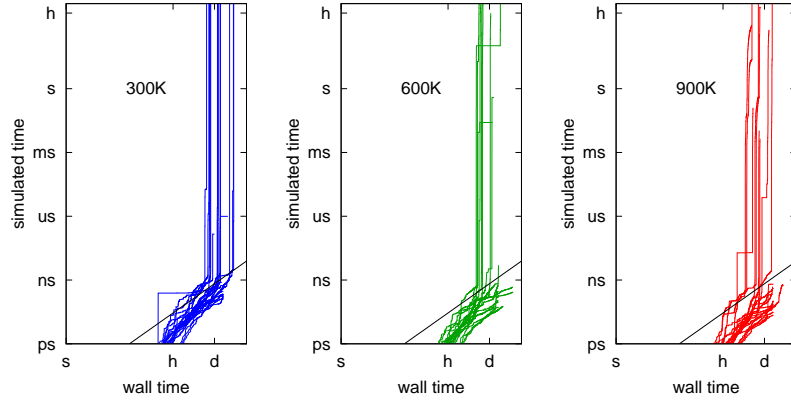 h
s
ms
us
ns
ps
simulated time
300K
s
h
d
wall time
h
s
ms
us
ns
ps
simulated time
600K
s
h
d
wall time
h
s
ms
us
ns
ps
simulated time
900K
s
h
d
wall time